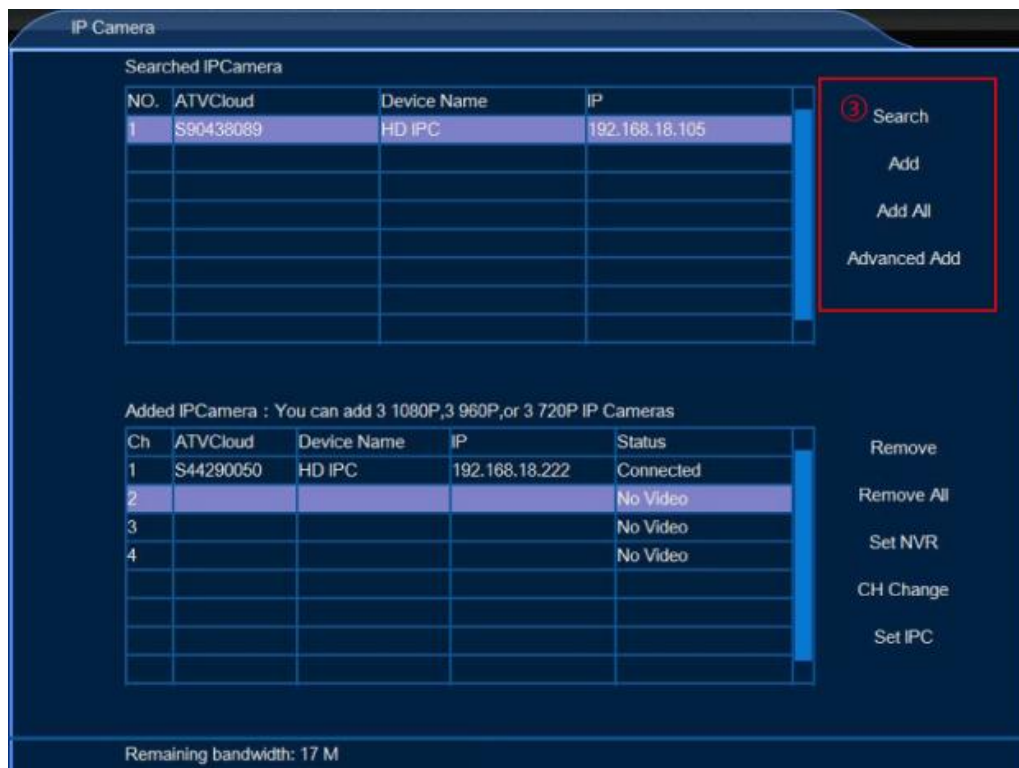 IP Camera
Searched IPCamera
NO. ATVCloud Device Name IP
1 S90438089 HD IPC 192.168.18.105
③ Search
Add
Add All
Advanced Add
Added IPCamera : You can add 3 1080P,3 960P,or 3 720P IP Cameras
Ch ATVCloud Device Name IP Status
1 S44290050 HD IPC 192.168.18.222 Connected
2 No Video
3 No Video
4 No Video
Remove
Remove All
Set NVR
CH Change
Set IPC
Remaining bandwidth: 17 M